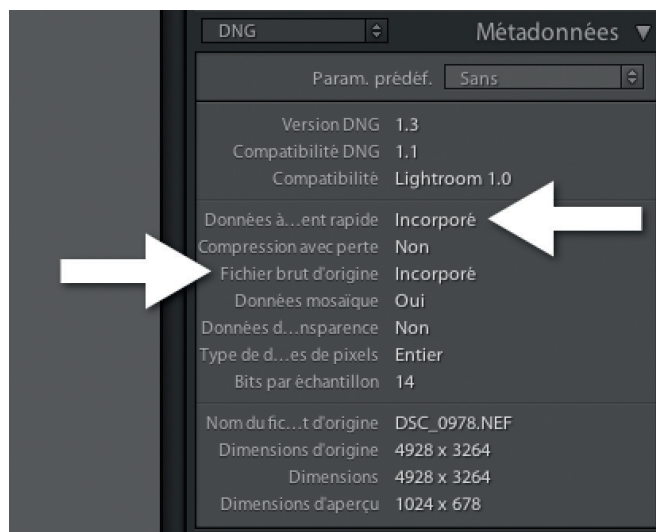 DNG Métadonnées
Param. prédéf. Sans
Version DNG 1.3
Compatibilité DNG 1.1
Compatibilité Lightroom 1.0
Données à...ent rapide Incorporé
Compression avec perte Non
Fichier brut d'origine Incorporé
Données mosaïque Oui
Données d...nsparence Non
Type de d...es de pixels Entier
Bits par échantillon 14
Nom du fic...t d'origine DSC_0978.NEF
Dimensions d'origine 4928 x 3264
Dimensions 4928 x 3264
Dimensions d'aperçu 1024 x 678